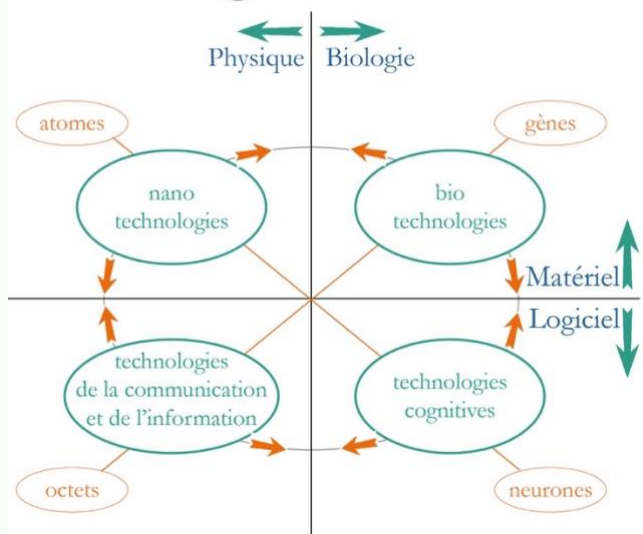 Physique
Biologie
atomes
gènes
nano
technologies
bio
technologies
Matériel
Logiciel
technologies
de la communication
et de l'information
technologies
cognitives
octets
neurones